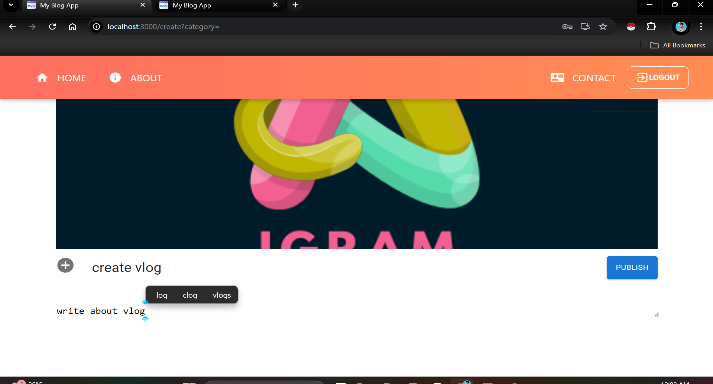 My Blog App
My Blog App
localhost:3000/create?category=
All Bookmarks
HOME
ABOUT
CONTACT
LOGOUT
IGRAM
create vlog
PUBLISH
log
clog
vlogs
write about vlog